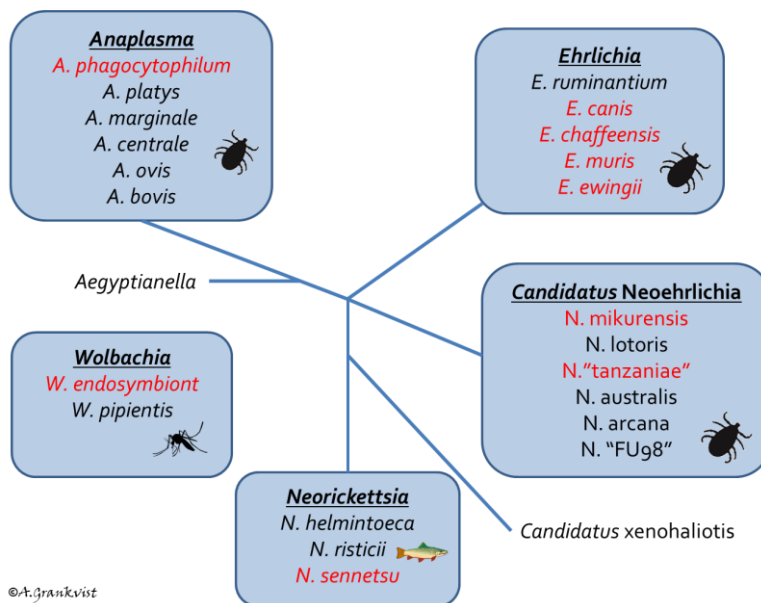 Anaplasma
A. phagocytophilum
A. platys
A. marginale
A. centrale
A. ovis
A. bovis
Ehrlichia
E. ruminantium
E. canis
E. chaffeensis
E. muris
E. ewingii
Aegyptianella
Candidatus Neoehrlichia
N. mikurensis
N. lotoris
N."tanzaniae"
N. australis
N. arcana
N. "FU98"
Wolbachia
W. endosymbiont
W. pipientis
Neorickettsia
N. helmintoeca
N. risticii
N. sennetsu
Candidatus xenohaliotis
©A.Grankvist